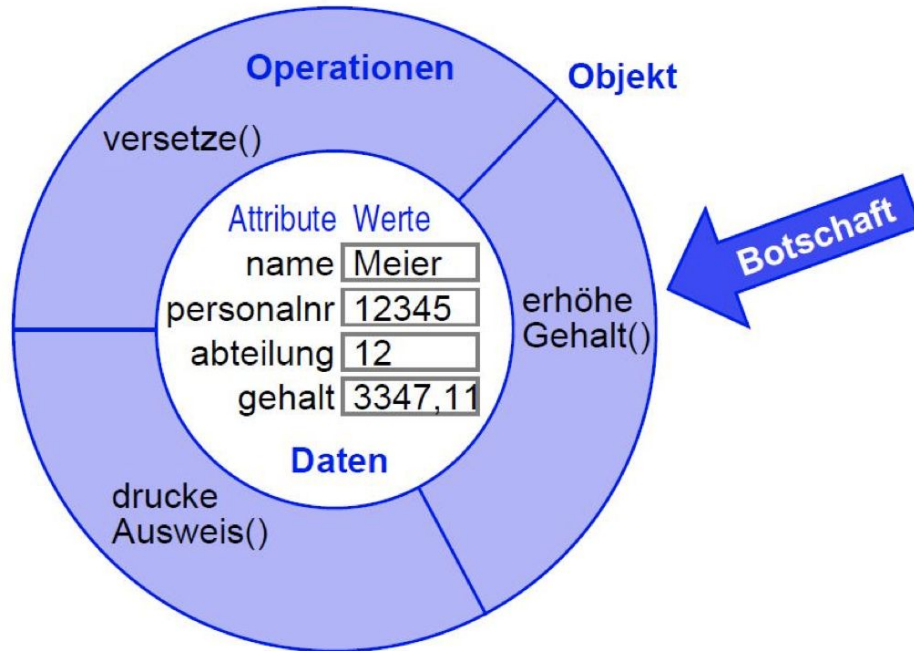 Operationen
Objekt
versetze()
Botschaft
Attribute Werte
name Meier
personalnr 12345
abteilung 12
gehalt 3347,11
erhöhe
Gehalt()
Daten
drucke
Ausweis()